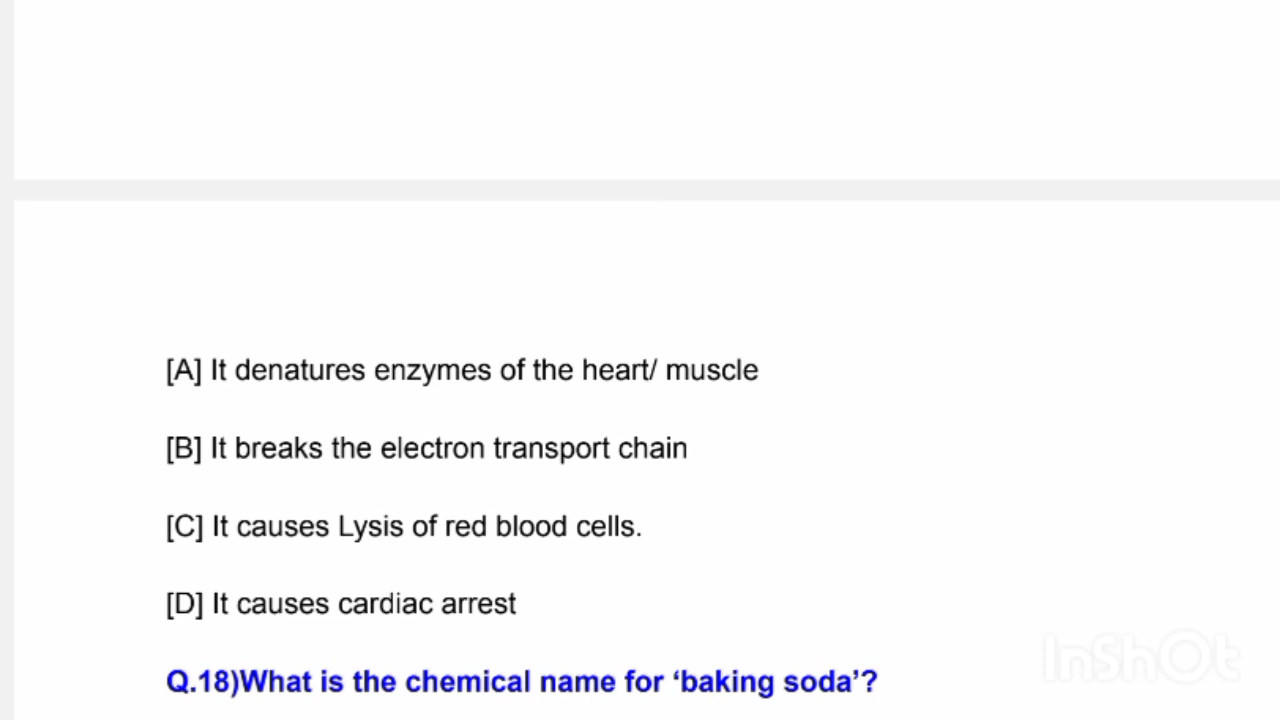 [A] It denatures enzymes of the heart/ muscle
[B] It breaks the electron transport chain
[C] It causes Lysis of red blood cells.
[D] It causes cardiac arrest
Q.18)What is the chemical name for ‘baking soda’?
InShOt